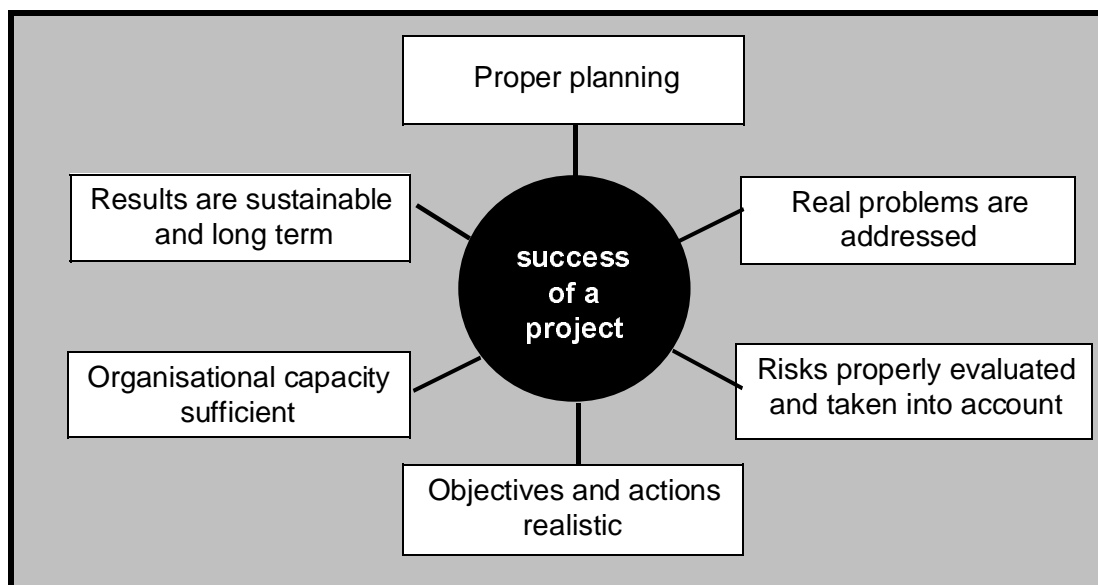 Proper planning
Results are sustainable
and long term
Real problems are
addressed
success
of a
project
Organisational capacity
sufficient
Risks properly evaluated
and taken into account
Objectives and actions
realistic